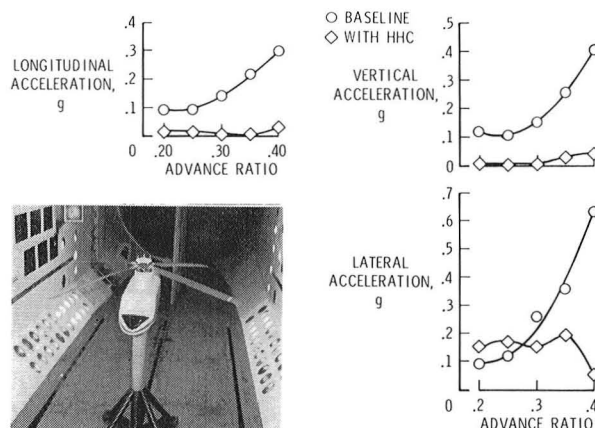 ○ BASELINE
◇ WITH HHC
LONGITUDINAL
ACCELERATION,
g
.4
.3
.2
.1
0
.20 .30 .40
ADVANCE RATIO
VERTICAL
ACCELERATION,
g
.5
.4
.3
.2
.1
0
LATERAL
ACCELERATION,
g
.7
.6
.5
.4
.3
.2
.1
0
.2 .3 .4
ADVANCE RATIO